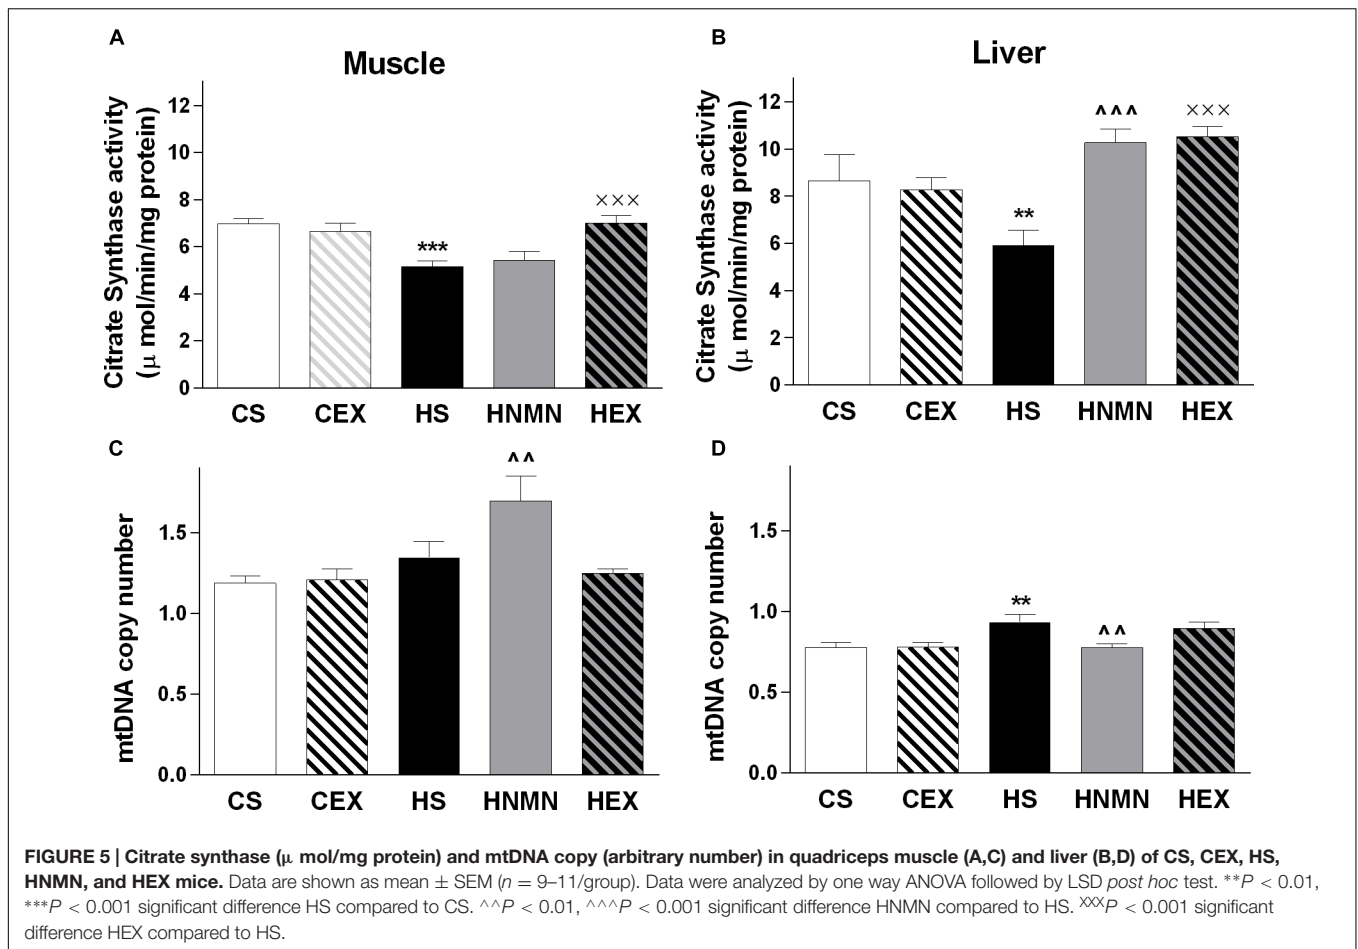 A
Muscle
Citrate Synthase activity
(μ mol/min/mg protein)
12
10
8
6
4
2
0
***
×××
CS CEX HS HNMN HEX
B
Liver
Citrate Synthase activity
(μ mol/min/mg protein)
12
10
8
6
4
2
0
**
^^^
×××
CS CEX HS HNMN HEX
C
mtDNA copy number
1.5
1.0
0.5
0.0
^^
CS CEX HS HNMN HEX
D
mtDNA copy number
1.5
1.0
0.5
0.0
**
^^
CS CEX HS HNMN HEX
FIGURE 5 | Citrate synthase (μ mol/mg protein) and mtDNA copy (arbitrary number) in quadriceps muscle (A,C) and liver (B,D) of CS, CEX, HS,
HNMN, and HEX mice. Data are shown as mean ± SEM (n = 9–11/group). Data were analyzed by one way ANOVA followed by LSD post hoc test. **P < 0.01,
***P < 0.001 significant difference HS compared to CS. ^^P < 0.01, ^^^P < 0.001 significant difference HNMN compared to HS. XXXP < 0.001 significant
difference HEX compared to HS.